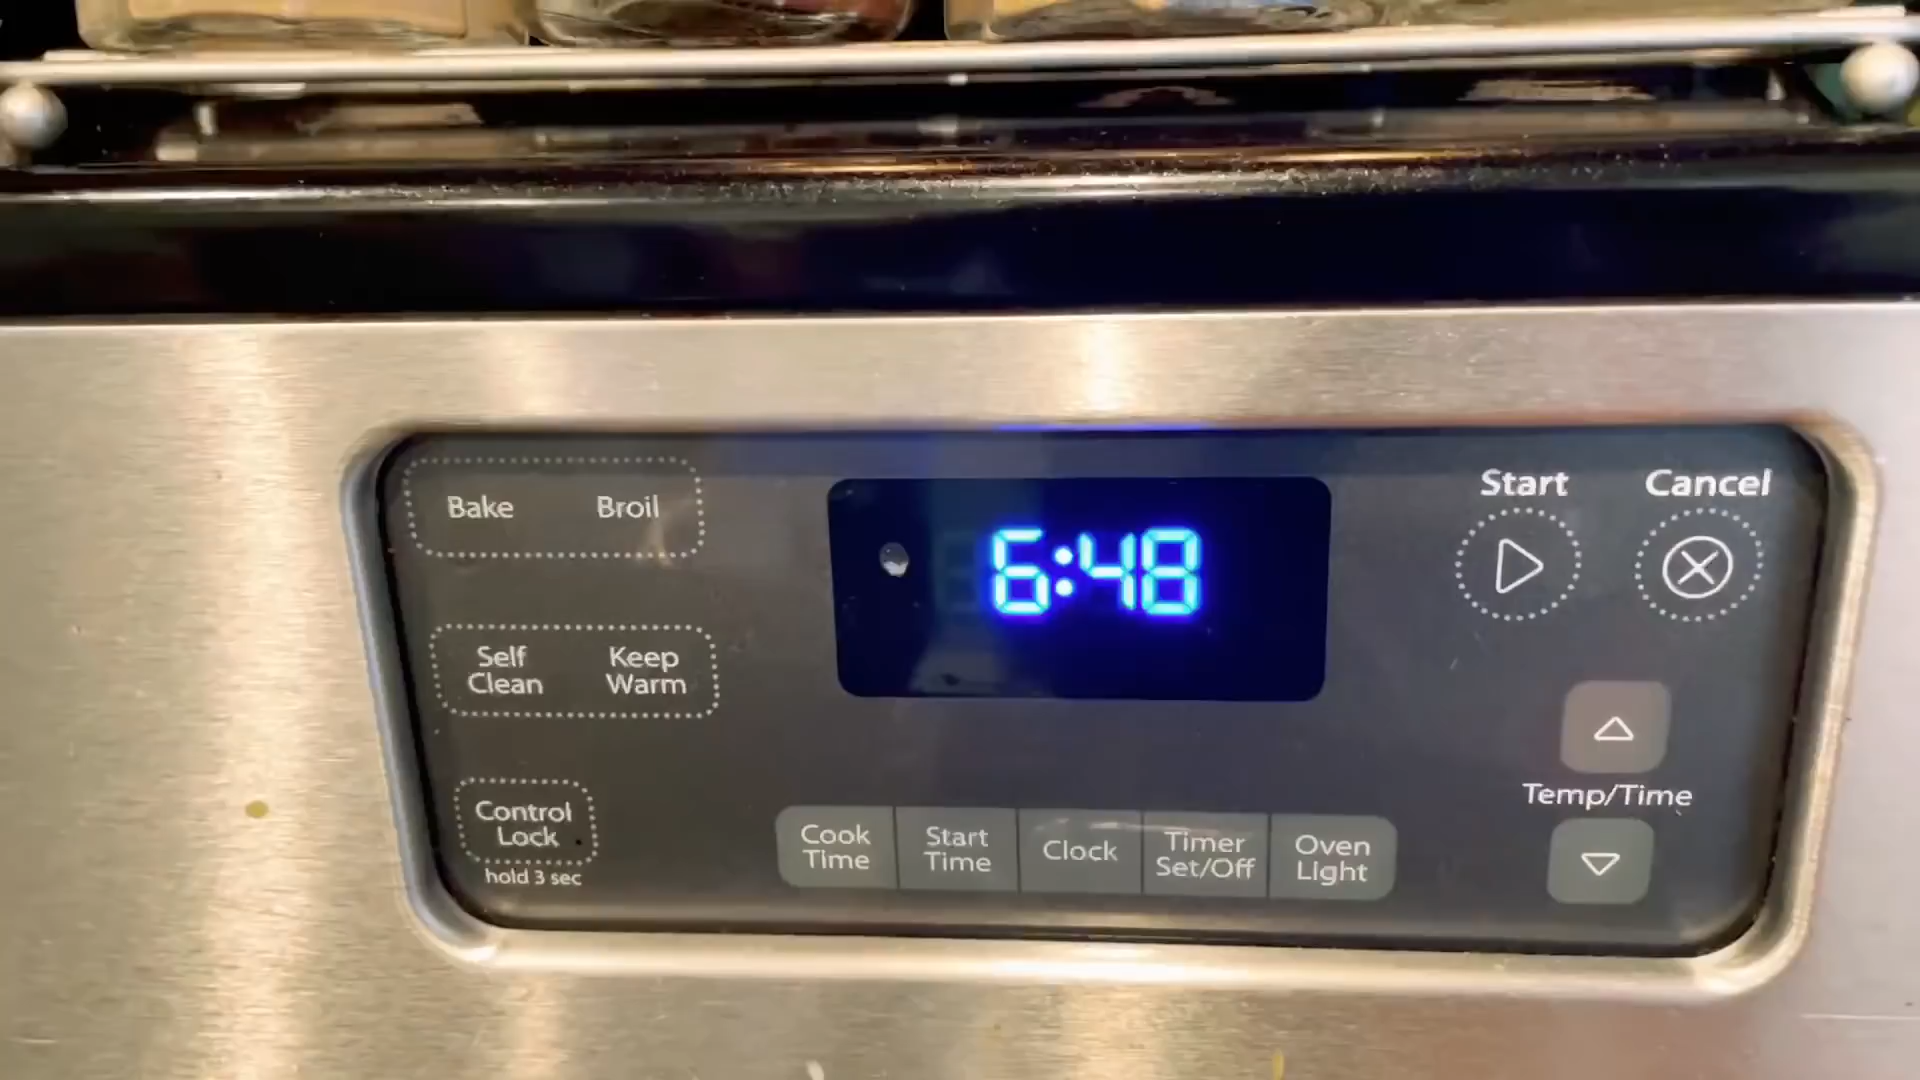 Bake Broil
6:48
Start Cancel
Self
Clean
Keep
Warm
Temp/Time
Control
Lock
hold 3 sec
Cook
Time
Start
Time
Clock
Timer
Set/Off
Oven
Light